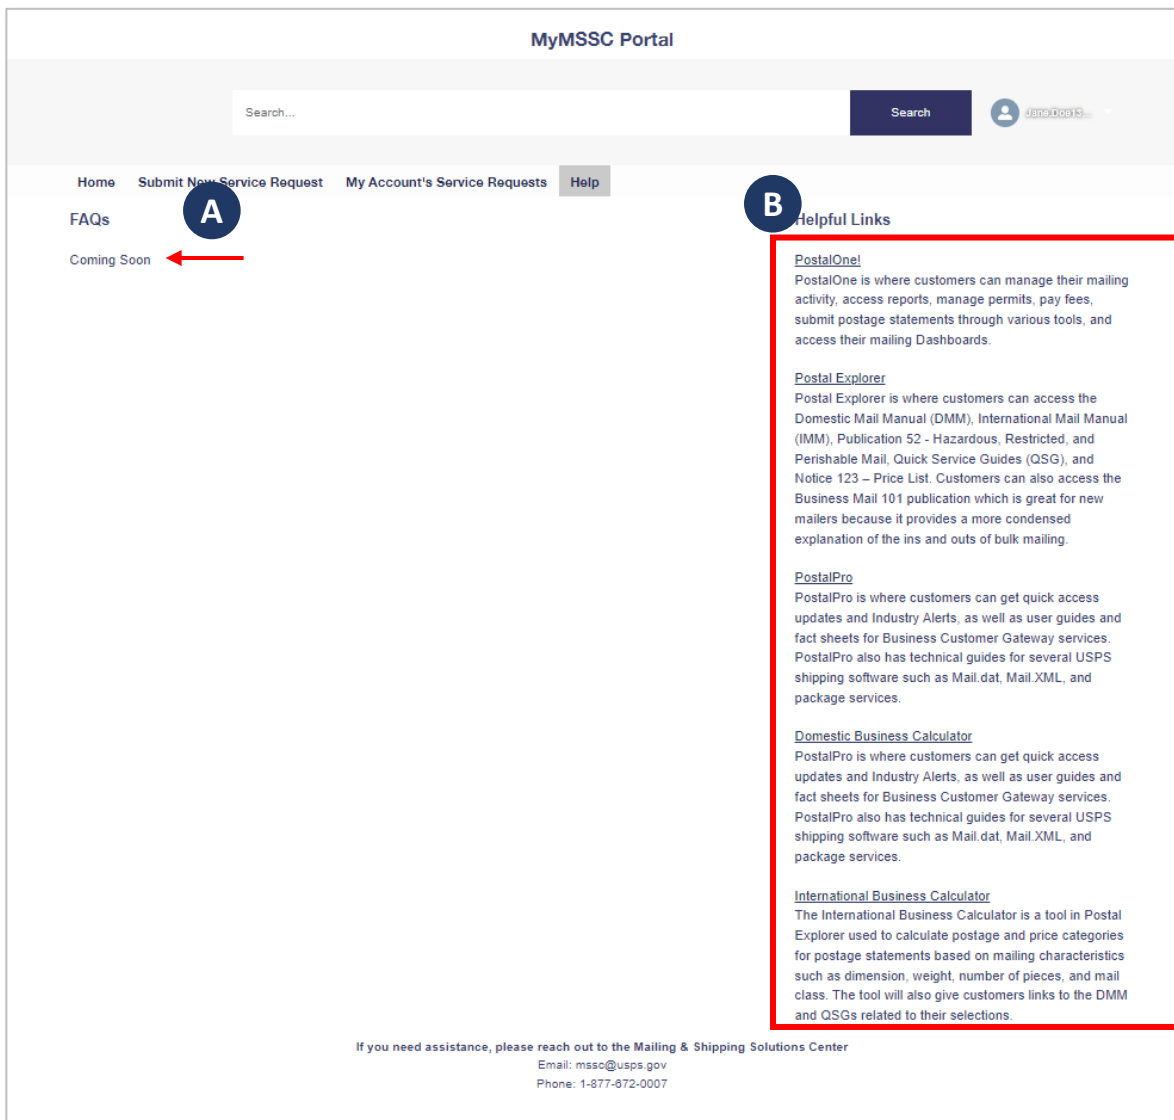 MyMSSC Portal
Search...
Search
Jane.Doe13...
Home Submit New Service Request My Account's Service Requests Help
A
B
FAQs
Coming Soon
Helpful Links
PostalOne!
PostalOne is where customers can manage their mailing
activity, access reports, manage permits, pay fees,
submit postage statements through various tools, and
access their mailing Dashboards.
Postal Explorer
Postal Explorer is where customers can access the
Domestic Mail Manual (DMM), International Mail Manual
(IMM), Publication 52 - Hazardous, Restricted, and
Perishable Mail, Quick Service Guides (QSG), and
Notice 123 – Price List. Customers can also access the
Business Mail 101 publication which is great for new
mailers because it provides a more condensed
explanation of the ins and outs of bulk mailing.
PostalPro
PostalPro is where customers can get quick access
updates and Industry Alerts, as well as user guides and
fact sheets for Business Customer Gateway services.
PostalPro also has technical guides for several USPS
shipping software such as Mail.dat, Mail.XML, and
package services.
Domestic Business Calculator
PostalPro is where customers can get quick access
updates and Industry Alerts, as well as user guides and
fact sheets for Business Customer Gateway services.
PostalPro also has technical guides for several USPS
shipping software such as Mail.dat, Mail.XML, and
package services.
International Business Calculator
The International Business Calculator is a tool in Postal
Explorer used to calculate postage and price categories
for postage statements based on mailing characteristics
such as dimension, weight, number of pieces, and mail
class. The tool will also give customers links to the DMM
and QSGs related to their selections.
If you need assistance, please reach out to the Mailing & Shipping Solutions Center
Email: mssc@usps.gov
Phone: 1-877-672-0007